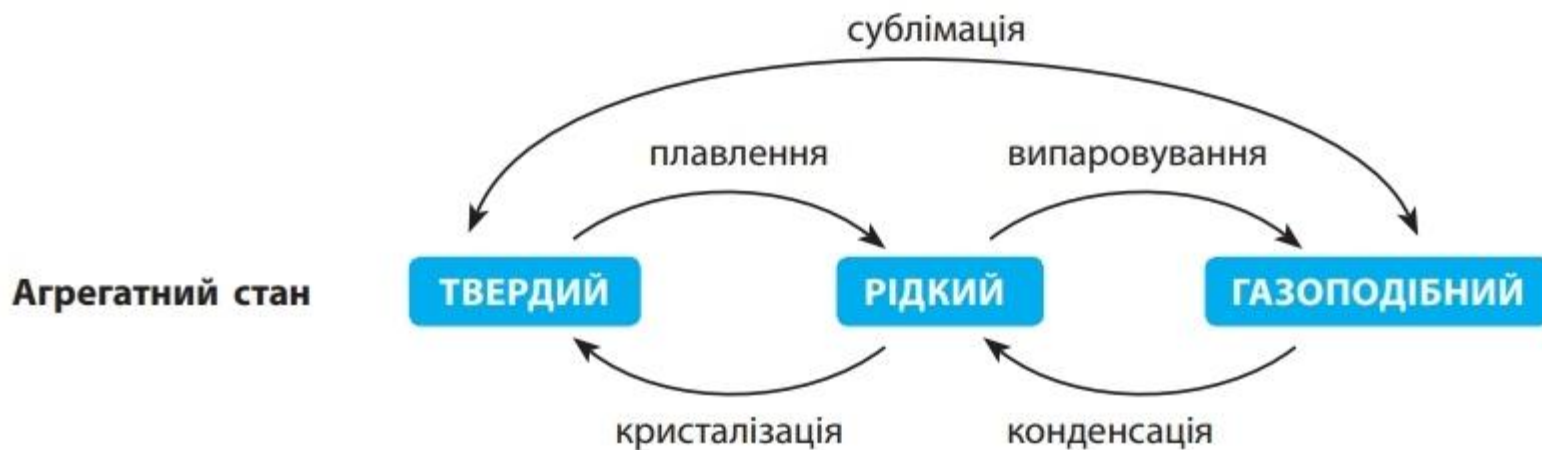 сублімація
плавлення випаровування
Агрегатний стан ТВЕРДИЙ РІДКИЙ ГАЗОПОДІБНИЙ
кристалізація конденсація